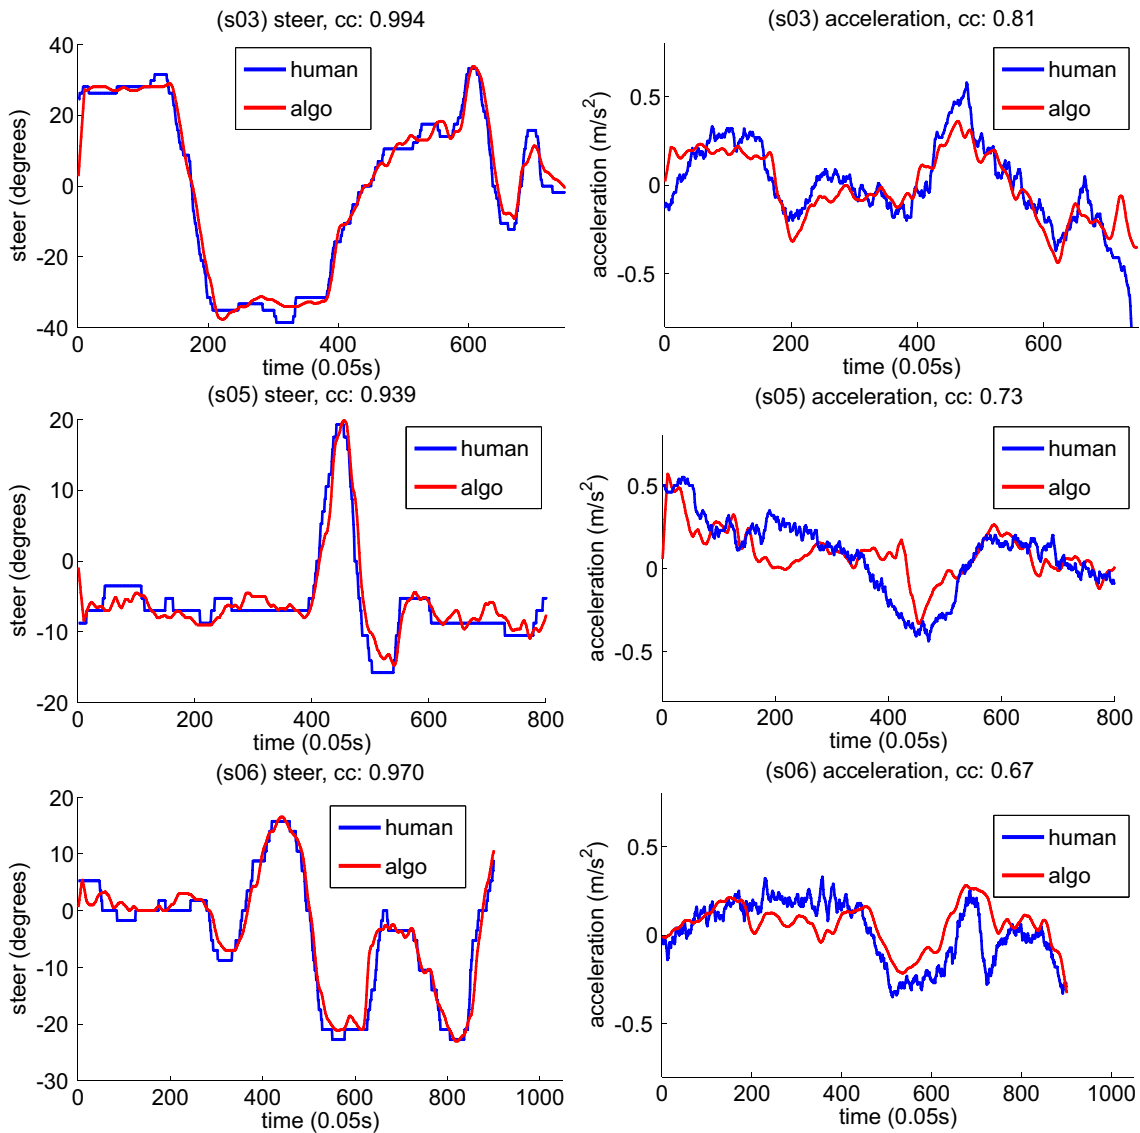 (s03) steer, cc: 0.994
steer (degrees)
40
20
0
-20
-40
human
algo
0 200 400 600
time (0.05s)
(s03) acceleration, cc: 0.81
acceleration (m/s²)
0.5
0
-0.5
human
algo
0 200 400 600
time (0.05s)
(s05) steer, cc: 0.939
steer (degrees)
20
10
0
-10
-20
human
algo
0 200 400 600 800
time (0.05s)
(s05) acceleration, cc: 0.73
acceleration (m/s²)
0.5
0
-0.5
human
algo
0 200 400 600 800
time (0.05s)
(s06) steer, cc: 0.970
steer (degrees)
20
10
0
-10
-20
-30
human
algo
0 200 400 600 800 1000
time (0.05s)
(s06) acceleration, cc: 0.67
acceleration (m/s²)
0.5
0
-0.5
human
algo
0 200 400 600 800 1000
time (0.05s)